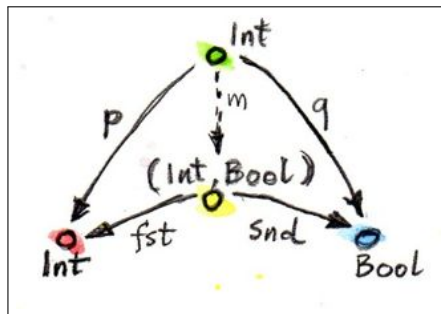 Int
p
m
q
(Int, Bool)
fst
snd
Int
Bool